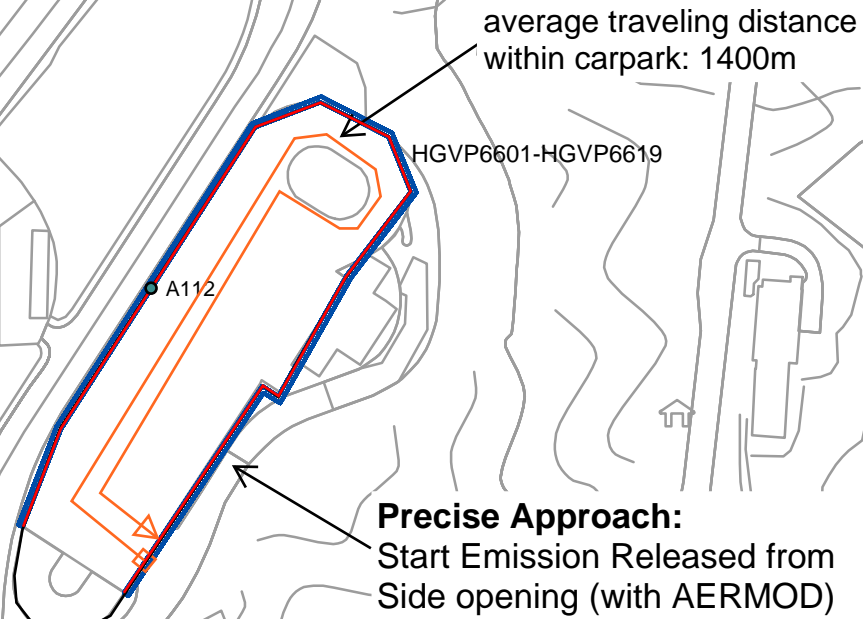 average traveling distance
within carpark: 1400m
HGVP6601-HGVP6619
A112
Precise Approach:
Start Emission Released from
Side opening (with AERMOD)